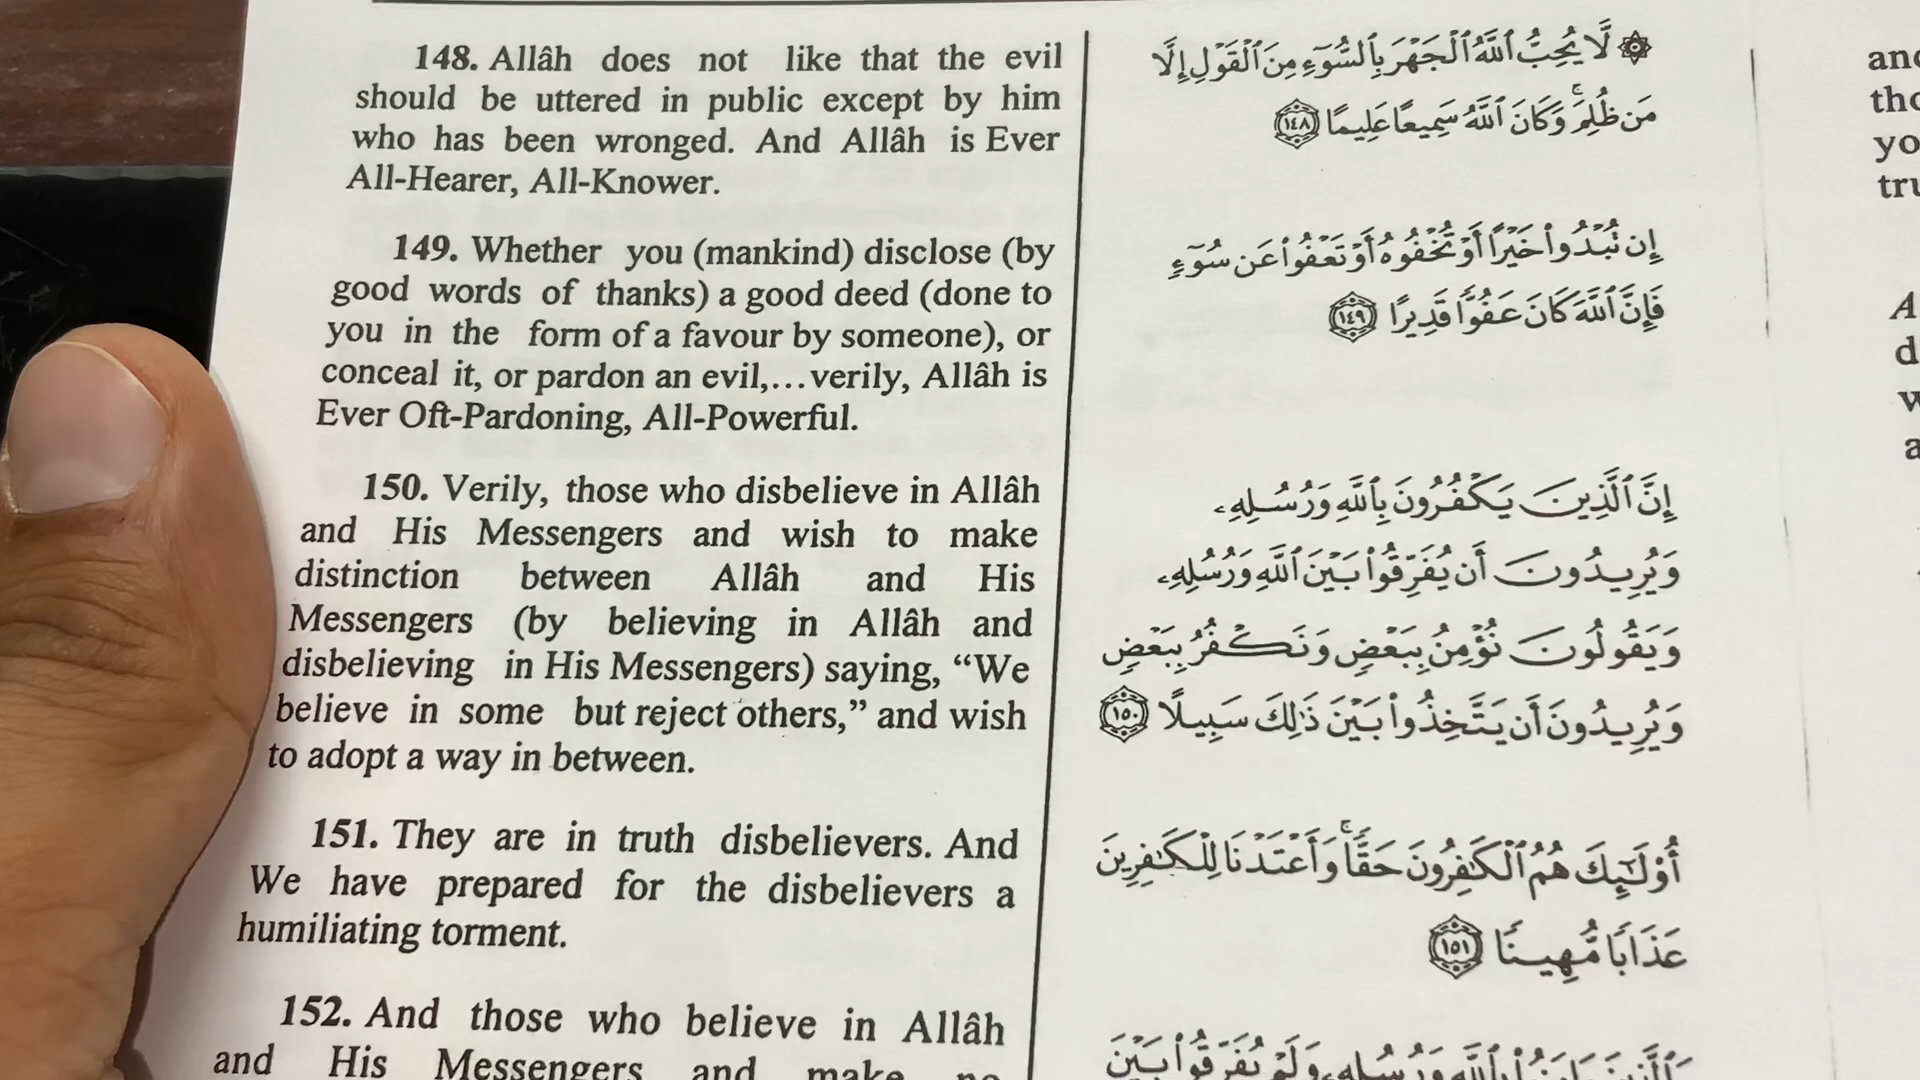 148. Allâh does not like that the evil
should be uttered in public except by him
who has been wronged. And Allâh is Ever
All-Hearer, All-Knower.
149. Whether you (mankind) disclose (by
good words of thanks) a good deed (done to
you in the form of a favour by someone), or
conceal it, or pardon an evil,...verily, Allâh is
Ever Oft-Pardoning, All-Powerful.
150. Verily, those who disbelieve in Allâh
and His Messengers and wish to make
distinction between Allâh and His
Messengers (by believing in Allâh and
disbelieving in His Messengers) saying, “We
believe in some but reject others,” and wish
to adopt a way in between.
151. They are in truth disbelievers. And
We have prepared for the disbelievers a
humiliating torment.
152. And those who believe in Allâh
and His Messengers and make no
۞ لَّا يُحِبُّ ٱللَّهُ ٱلْجَهْرَ بِٱلسُّوٓءِ مِنَ ٱلْقَوْلِ إِلَّا
مَن ظُلِمَ ۚ وَكَانَ ٱللَّهُ سَمِيعًا عَلِيمًا ١٤٨
إِن تُبْدُوا۟ خَيْرًا أَوْ تُخْفُوهُ أَوْ تَعْفُوا۟ عَن سُوٓءٍ
فَإِنَّ ٱللَّهَ كَانَ عَفُوًّا قَدِيرًا ١٤٩
إِنَّ ٱلَّذِينَ يَكْفُرُونَ بِٱللَّهِ وَرُسُلِهِۦ
وَيُرِيدُونَ أَن يُفَرِّقُوا۟ بَيْنَ ٱللَّهِ وَرُسُلِهِۦ
وَيَقُولُونَ نُؤْمِنُ بِبَعْضٍ وَنَكْفُرُ بِبَعْضٍ
وَيُرِيدُونَ أَن يَتَّخِذُوا۟ بَيْنَ ذَٰلِكَ سَبِيلًا ١٥٠
أُو۟لَـٰٓئِكَ هُمُ ٱلْكَـٰفِرُونَ حَقًّا ۚ وَأَعْتَدْنَا لِلْكَـٰفِرِينَ
عَذَابًا مُّهِينًا ١٥١
وَٱلَّذِينَ ءَامَنُوا۟ بِٱللَّهِ وَرُسُلِهِۦ وَلَمْ يُفَرِّقُوا۟ بَيْنَ